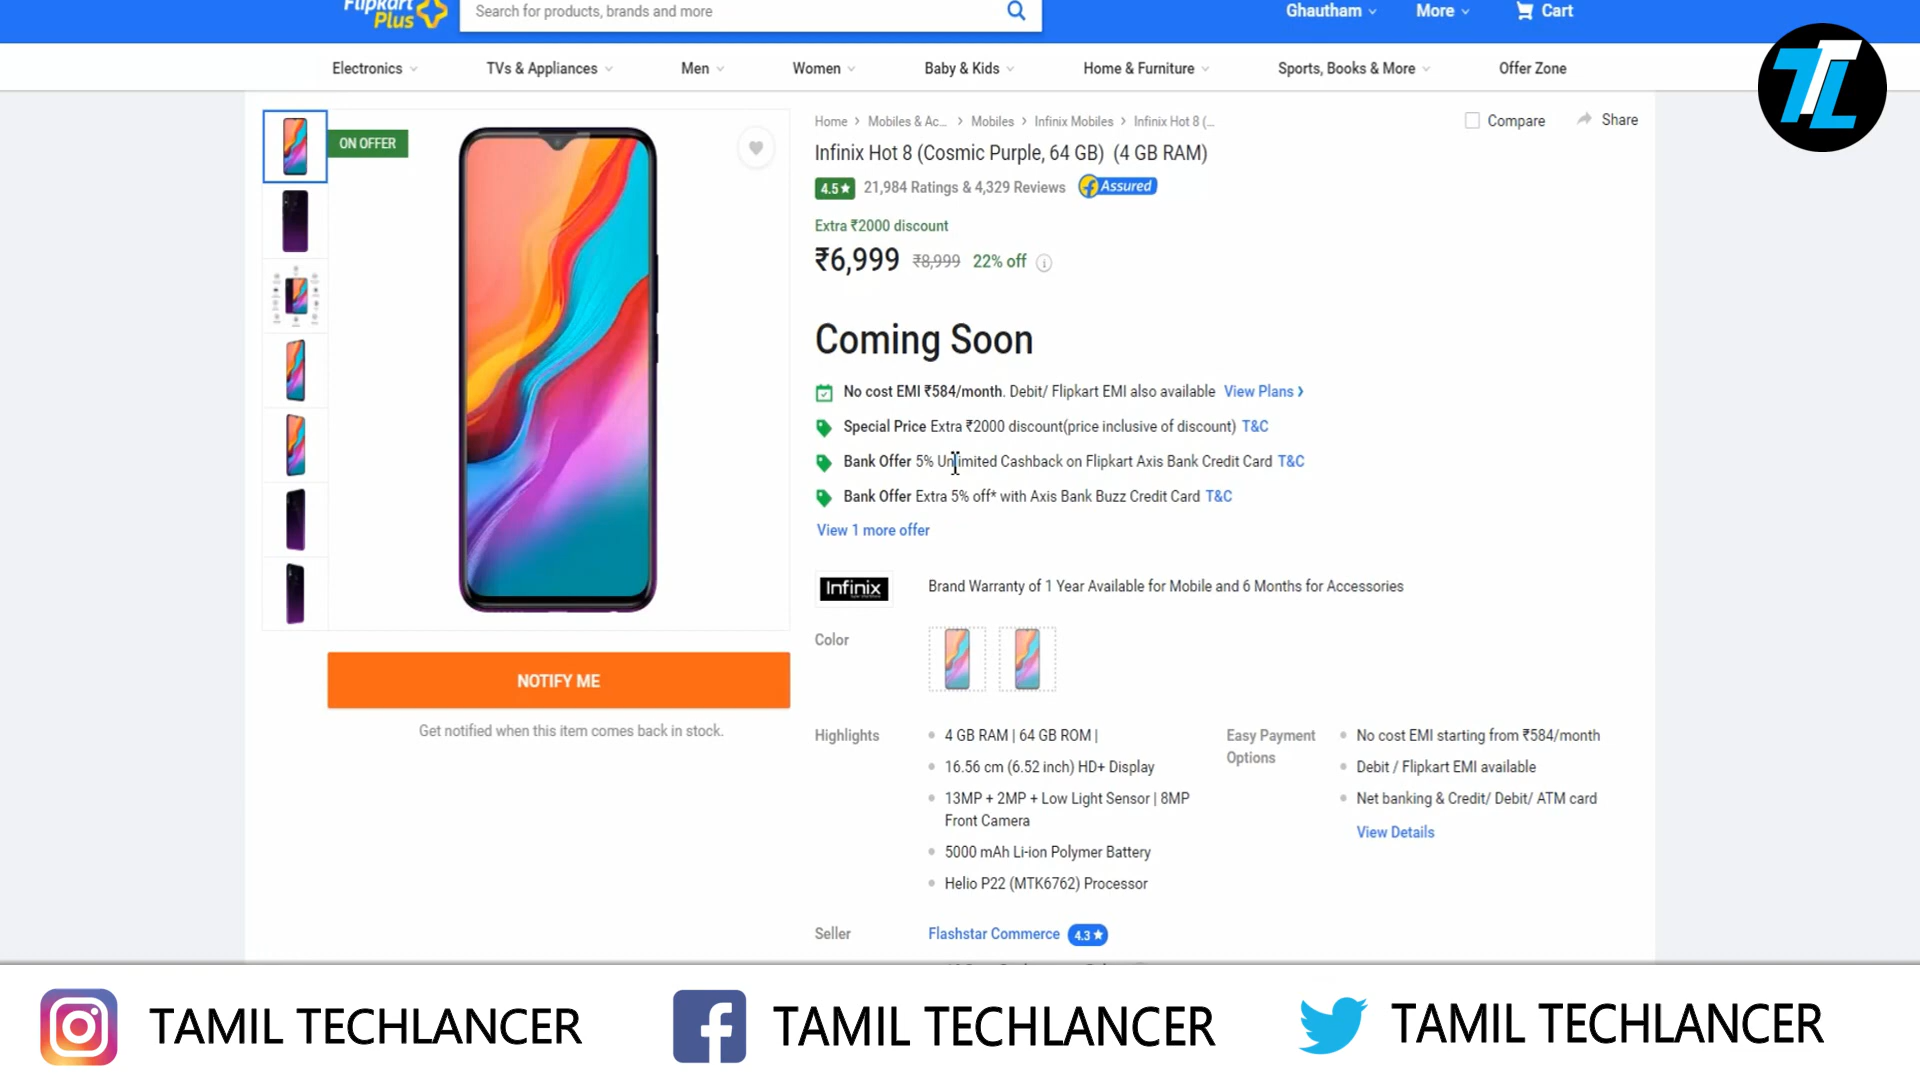 Flipkart
Plus
Search for products, brands and more
Ghautham
More
Cart
Electronics
TVs & Appliances
Men
Women
Baby & Kids
Home & Furniture
Sports, Books & More
Offer Zone
TL
ON OFFER
Home > Mobiles & Ac... > Mobiles > Infinix Mobiles > Infinix Hot 8 (...
Compare
Share
Infinix Hot 8 (Cosmic Purple, 64 GB) (4 GB RAM)
4.5★ 21,984 Ratings & 4,329 Reviews Assured
Extra ₹2000 discount
₹6,999 ₹8,999 22% off
Coming Soon
No cost EMI ₹584/month. Debit/ Flipkart EMI also available View Plans >
Special Price Extra ₹2000 discount(price inclusive of discount) T&C
Bank Offer 5% Unlimited Cashback on Flipkart Axis Bank Credit Card T&C
Bank Offer Extra 5% off* with Axis Bank Buzz Credit Card T&C
View 1 more offer
Infinix
Brand Warranty of 1 Year Available for Mobile and 6 Months for Accessories
Color
NOTIFY ME
Get notified when this item comes back in stock.
Highlights
4 GB RAM | 64 GB ROM |
16.56 cm (6.52 inch) HD+ Display
13MP + 2MP + Low Light Sensor | 8MP
Front Camera
5000 mAh Li-ion Polymer Battery
Helio P22 (MTK6762) Processor
Easy Payment
Options
No cost EMI starting from ₹584/month
Debit / Flipkart EMI available
Net banking & Credit/ Debit/ ATM card
View Details
Seller
Flashstar Commerce 4.3★
TAMIL TECHLANCER
TAMIL TECHLANCER
TAMIL TECHLANCER